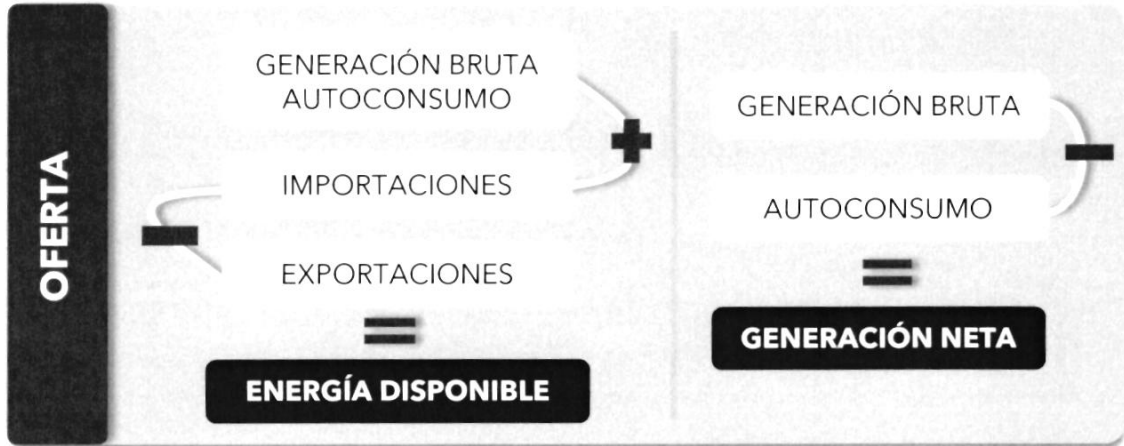 OFERTA
GENERACIÓN BRUTA
AUTOCONSUMO
IMPORTACIONES
EXPORTACIONES
ENERGÍA DISPONIBLE
GENERACIÓN BRUTA
AUTOCONSUMO
GENERACIÓN NETA